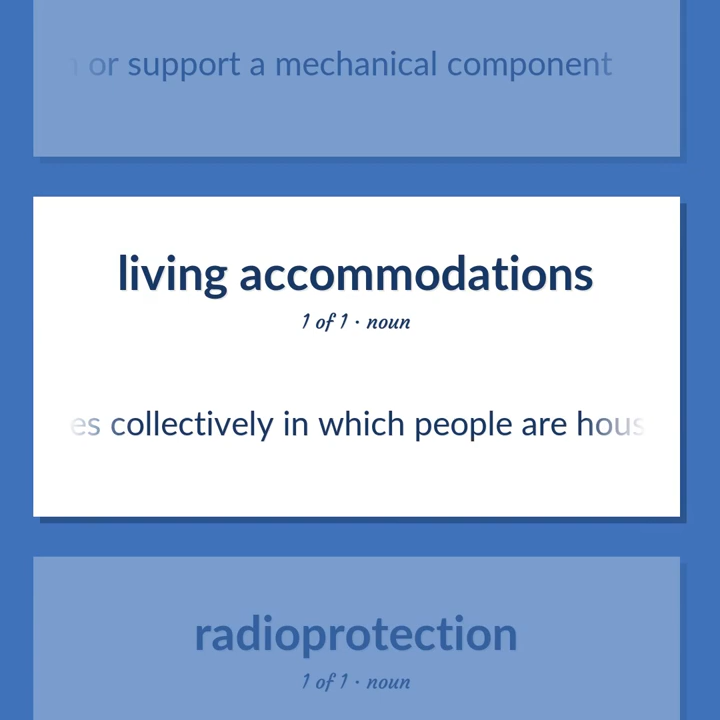 or support a mechanical component
living accommodations
1 of 1 · noun
collectively in which people are
radioprotection
1 of 1 · noun